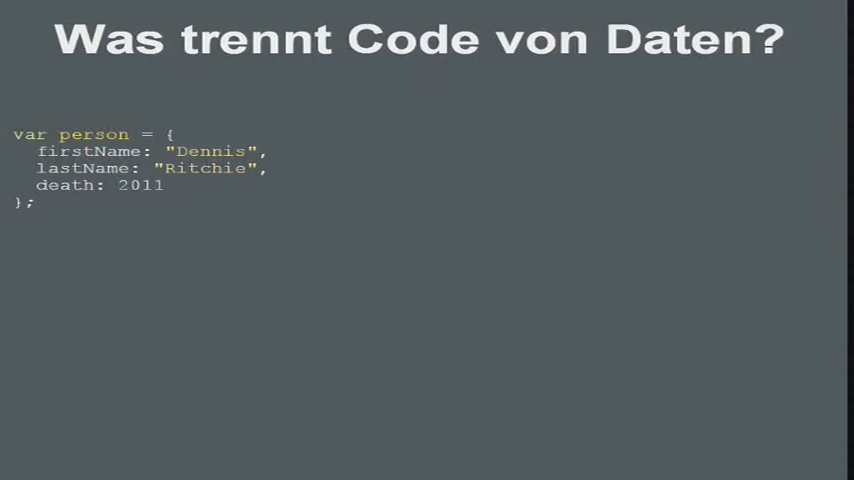 Was trennt Code von Daten?
var person = {
  firstName: "Dennis",
  lastName: "Ritchie",
  death: 2011
};